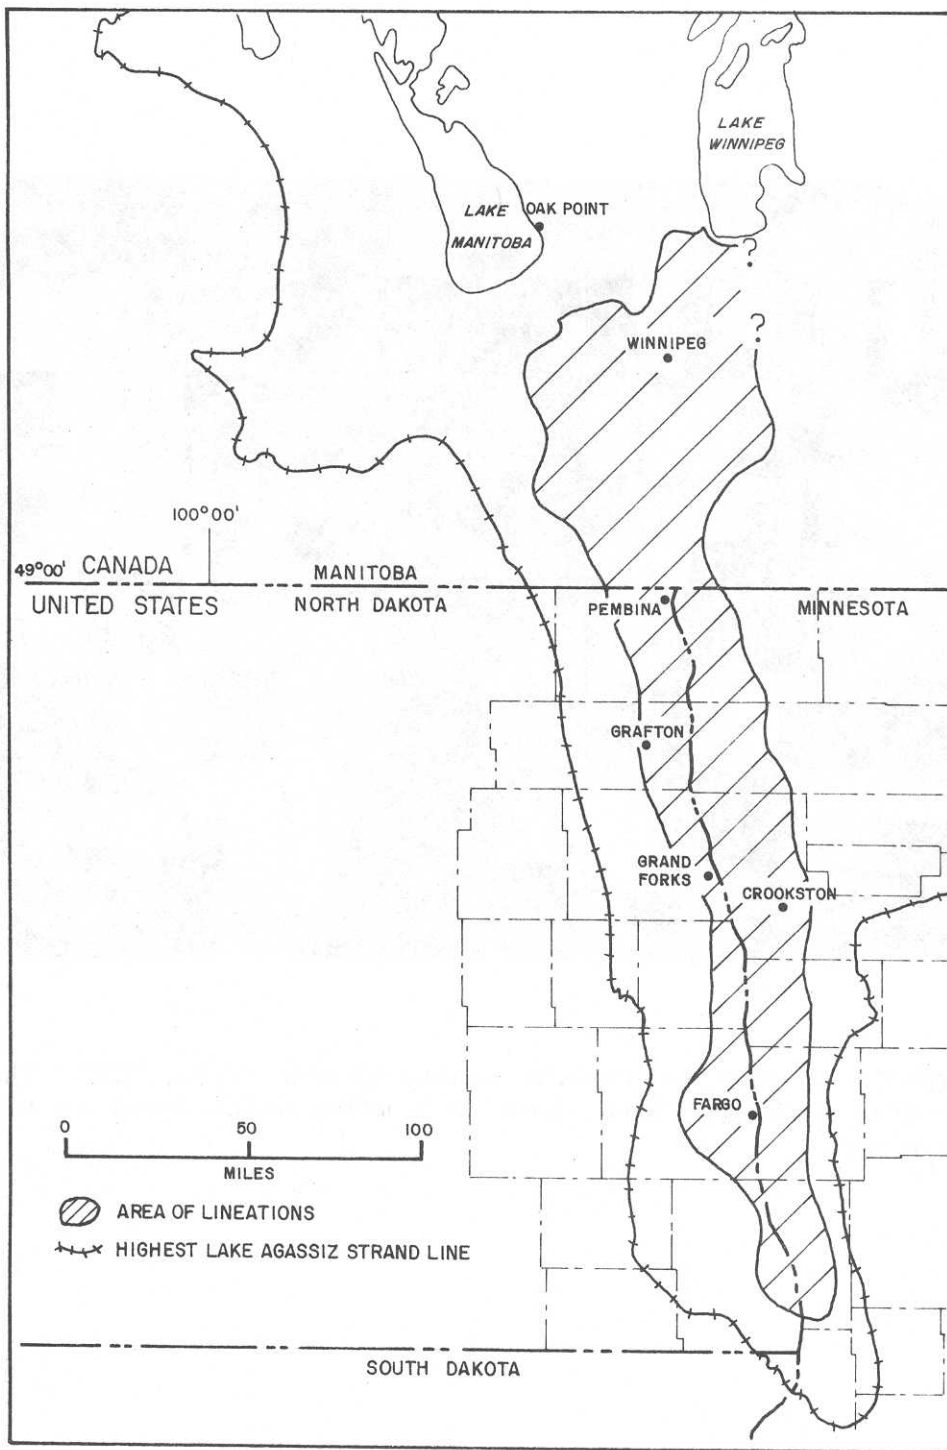 LAKE
WINNIPEG
LAKE
MANITOBA
OAK POINT
?
?
WINNIPEG
100°00'
49°00' CANADA
MANITOBA
UNITED STATES
NORTH DAKOTA
PEMBINA
MINNESOTA
GRAFTON
GRAND
FORKS
CROOKSTON
FARGO
0 50 100
MILES
AREA OF LINEATIONS
HIGHEST LAKE AGASSIZ STRAND LINE
SOUTH DAKOTA